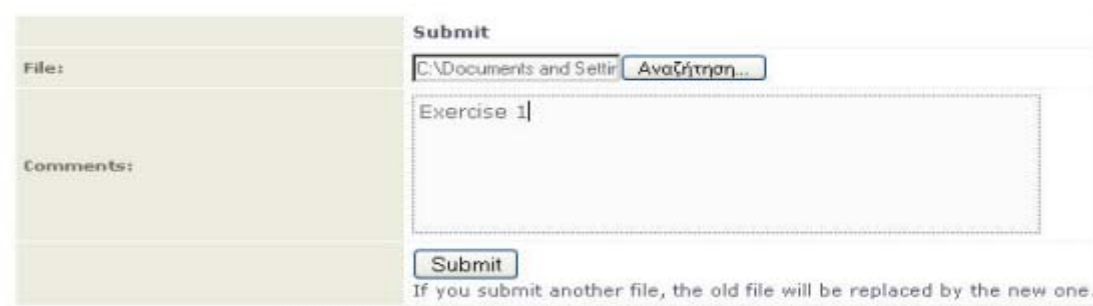 Submit
File:
C:\Documents and Settin Αναζήτηση...
Exercise 1
Comments:
Submit
If you submit another file, the old file will be replaced by the new one.